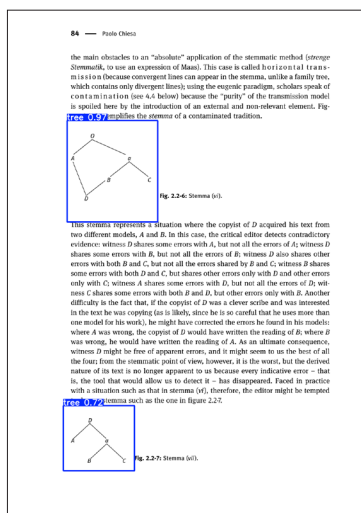 84 — Paolo Chiesa
the main obstacles to an “absolute” application of the stemmatic method (strenge
Stemmatik, to use an expression of Maas). This case is called horizontal trans-
mission (because convergent lines can appear in the stemma, unlike a family tree,
which contains only divergent lines); using the eugenic paradigm, scholars speak of
contamination (see 4.4 below) because the “purity” of the transmission model
is spoiled here by the introduction of an external and non-relevant element. Fig-
tree 0.97 emplifies the stemma of a contaminated tradition.
O
A α
B C
D
Fig. 2.2-6: Stemma (vi).
This stemma represents a situation where the copyist of D acquired his text from
two different models, A and B. In this case, the critical editor detects contradictory
evidence: witness D shares some errors with A, but not all the errors of A; witness D
shares some errors with B, but not all the errors of B; witness D also shares other
errors with both B and C, but not all the errors shared by B and C; witness B shares
some errors with both D and C, but shares other errors only with D and other errors
only with C; witness A shares some errors with D, but not all the errors of D; wit-
ness C shares some errors with both B and D, but other errors only with B. Another
difficulty is the fact that, if the copyist of D was a clever scribe and was interested
in the text he was copying (as is likely, since he is so careful that he uses more than
one model for his work), he might have corrected the errors he found in his models:
where A was wrong, the copyist of D would have written the reading of B; where B
was wrong, he would have written the reading of A. As an ultimate consequence,
witness D might be free of apparent errors, and it might seem to us the best of all
the four; from the stemmatic point of view, however, it is the worst, but the derived
nature of its text is no longer apparent to us because every indicative error – that
is, the tool that would allow us to detect it – has disappeared. Faced in practice
with a situation such as that in stemma (vi), therefore, the editor might be tempted
tree 0.72 stemma such as the one in figure 2.2-7.
D
A α
B C
Fig. 2.2-7: Stemma (vii).